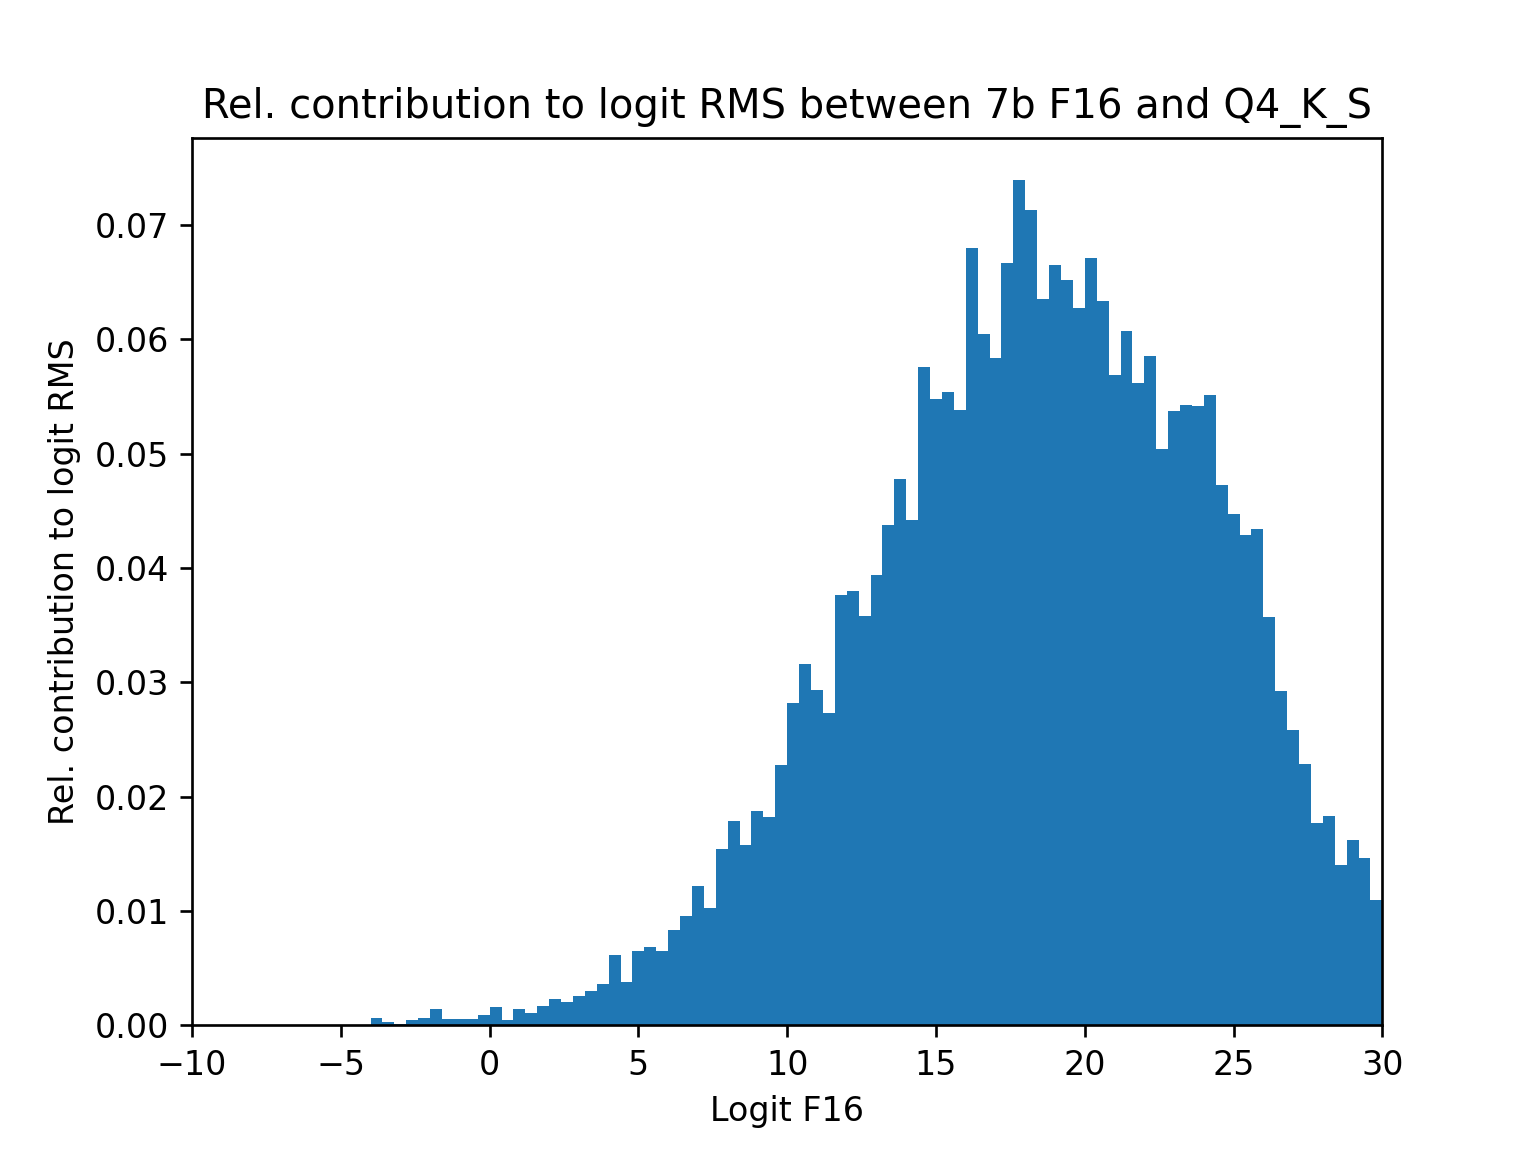 Rel. contribution to logit RMS between 7b F16 and Q4_K_S
Rel. contribution to logit RMS
0.07
0.06
0.05
0.04
0.03
0.02
0.01
0.00
−10 −5 0 5 10 15 20 25 30
Logit F16